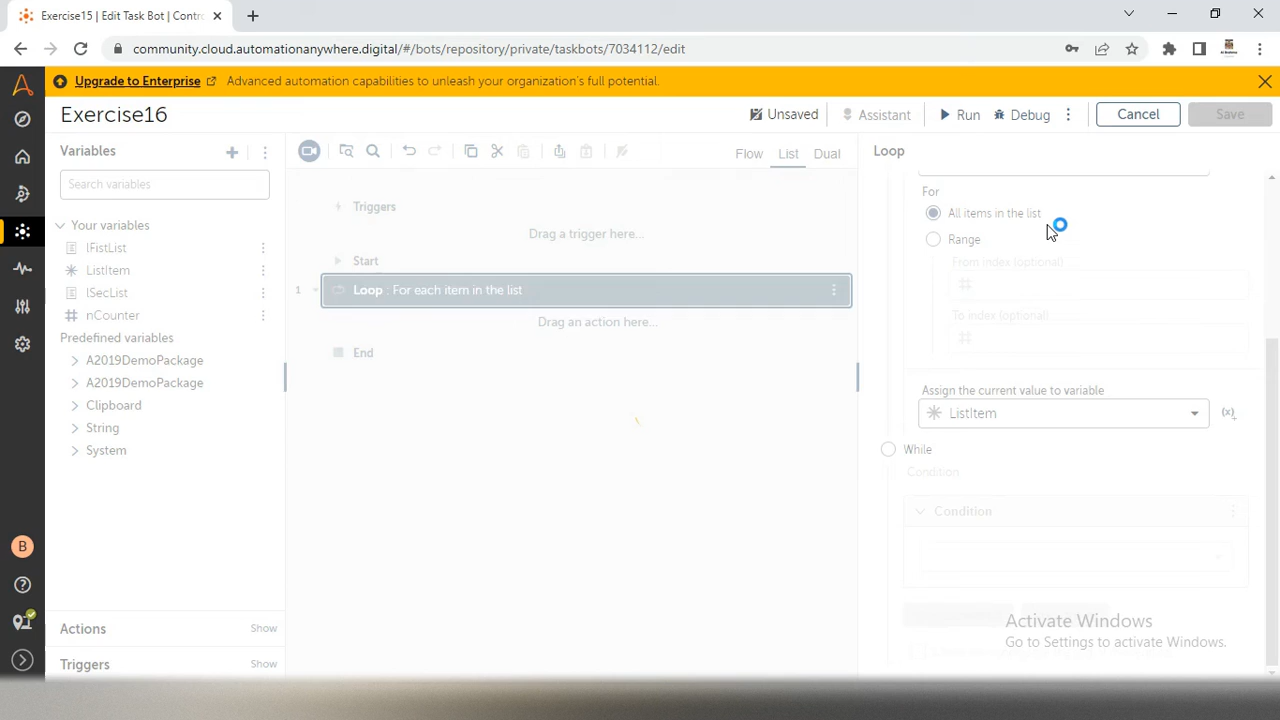 Exercise15 | Edit Task Bot | Contro
community.cloud.automationanywhere.digital/#/bots/repository/private/taskbots/7034112/edit
Upgrade to Enterprise Advanced automation capabilities to unleash your organization's full potential.
Exercise16 Unsaved Assistant Run Debug Cancel Save
Variables Flow List Dual Loop
Search variables
Your variables
lFistList
ListItem
lSecList
nCounter
Predefined variables
A2019DemoPackage
A2019DemoPackage
Clipboard
String
System
Actions Show
Triggers Show
B
Triggers
Drag a trigger here...
Start
1 Loop : For each item in the list
Drag an action here...
End
For
All items in the list
Range
From index (optional)
#
To index (optional)
#
Assign the current value to variable
ListItem (x)+
While
Condition
Condition
Activate Windows
Go to Settings to activate Windows.